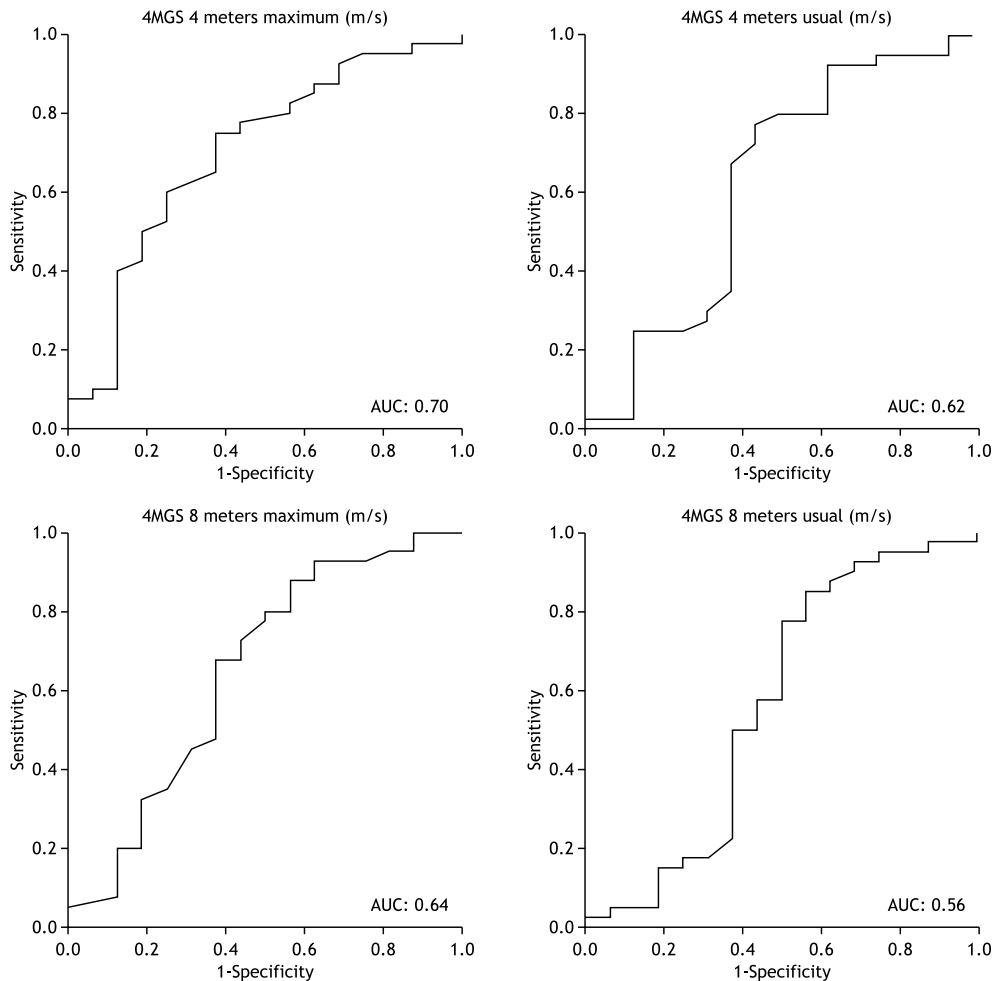 4MGS 4 meters maximum (m/s)
1.0
0.8
0.6
0.4
0.2
0.0
Sensitivity
AUC: 0.70
0.0 0.2 0.4 0.6 0.8 1.0
1-Specificity
4MGS 4 meters usual (m/s)
1.0
0.8
0.6
0.4
0.2
0.0
Sensitivity
AUC: 0.62
0.0 0.2 0.4 0.6 0.8 1.0
1-Specificity
4MGS 8 meters maximum (m/s)
1.0
0.8
0.6
0.4
0.2
0.0
Sensitivity
AUC: 0.64
0.0 0.2 0.4 0.6 0.8 1.0
1-Specificity
4MGS 8 meters usual (m/s)
1.0
0.8
0.6
0.4
0.2
0.0
Sensitivity
AUC: 0.56
0.0 0.2 0.4 0.6 0.8 1.0
1-Specificity